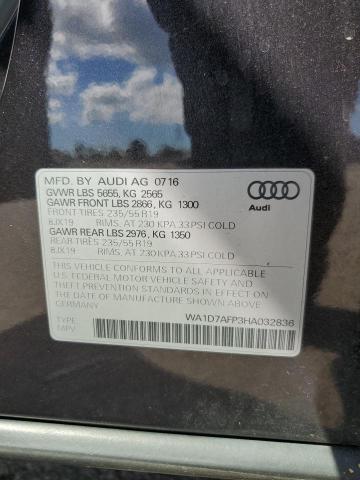 MFD. BY AUDI AG 07 16
GVWR LBS 5655, KG 2565
GAWR FRONT LBS 2866, KG 1300
FRONT TIRES 235/55 R19
8JX19 RIMS, AT 230 KPA,33 PSI COLD
GAWR REAR LBS 2976, KG 1350
REAR TIRES 235/55 R19
8JX19 RIMS, AT 230 KPA,33 PSI COLD
THIS VEHICLE CONFORMS TO ALL APPLICABLE
U.S. FEDERAL MOTOR VEHICLE SAFETY AND
THEFT PREVENTION STANDARDS IN EFFECT ON
THE DATE OF MANUFACTURE SHOWN ABOVE.
TYPE MPV
WA1D7AFP3HA032836
Audi